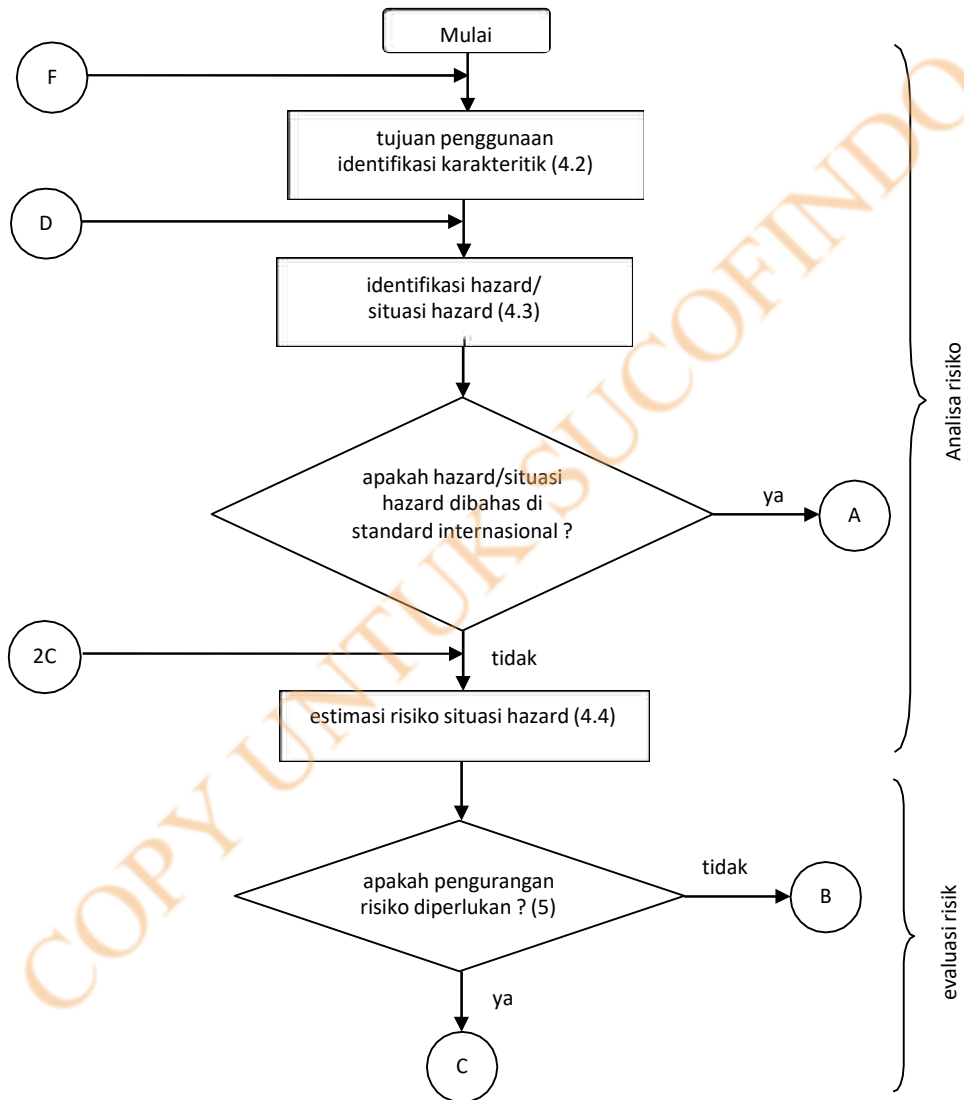 Mulai
F
tujuan penggunaan
identifikasi karakteritik (4.2)
D
identifikasi hazard/
situasi hazard (4.3)
apakah hazard/situasi
hazard dibahas di
standard internasional ?
ya
A
Analisa risiko
2C
tidak
estimasi risiko situasi hazard (4.4)
apakah pengurangan
risiko diperlukan ? (5)
tidak
B
evaluasi risik
ya
C
COPY UNTUK SUCOFINDO